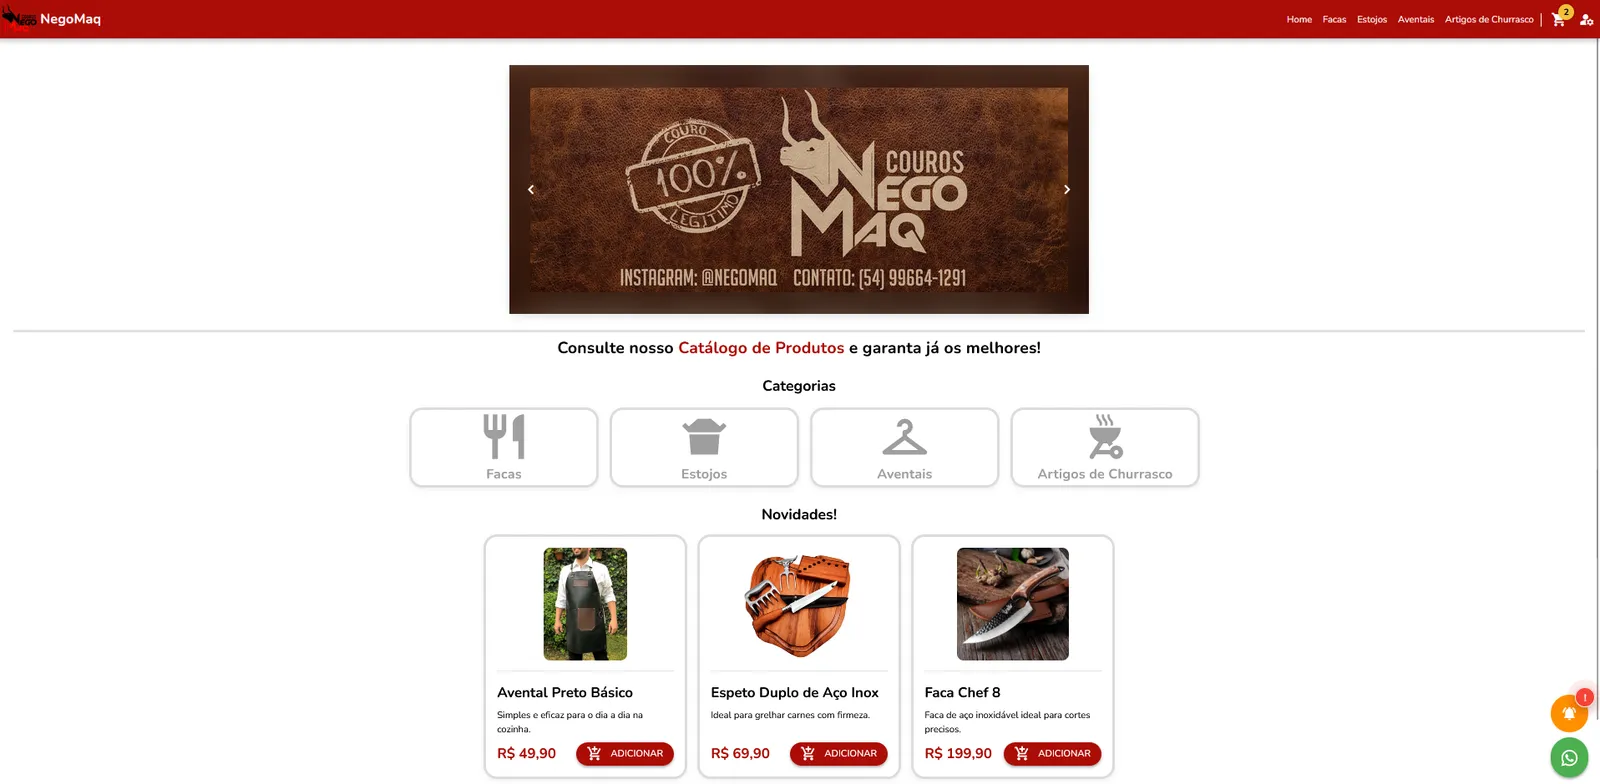 NegoMaq
Home Facas Estojos Aventais Artigos de Churrasco 2
COURO
100%
LEGÍTIMO
COUROS
NEGO
MAQ
INSTAGRAM: @NEGOMAQ CONTATO: (54) 99664-1291
Consulte nosso Catálogo de Produtos e garanta já os melhores!
Categorias
Facas Estojos Aventais Artigos de Churrasco
Novidades!
Avental Preto Básico
Simples e eficaz para o dia a dia na
cozinha.
R$ 49,90 ADICIONAR
Espeto Duplo de Aço Inox
Ideal para grelhar carnes com firmeza.
R$ 69,90 ADICIONAR
Faca Chef 8
Faca de aço inoxidável ideal para cortes
precisos.
R$ 199,90 ADICIONAR
!